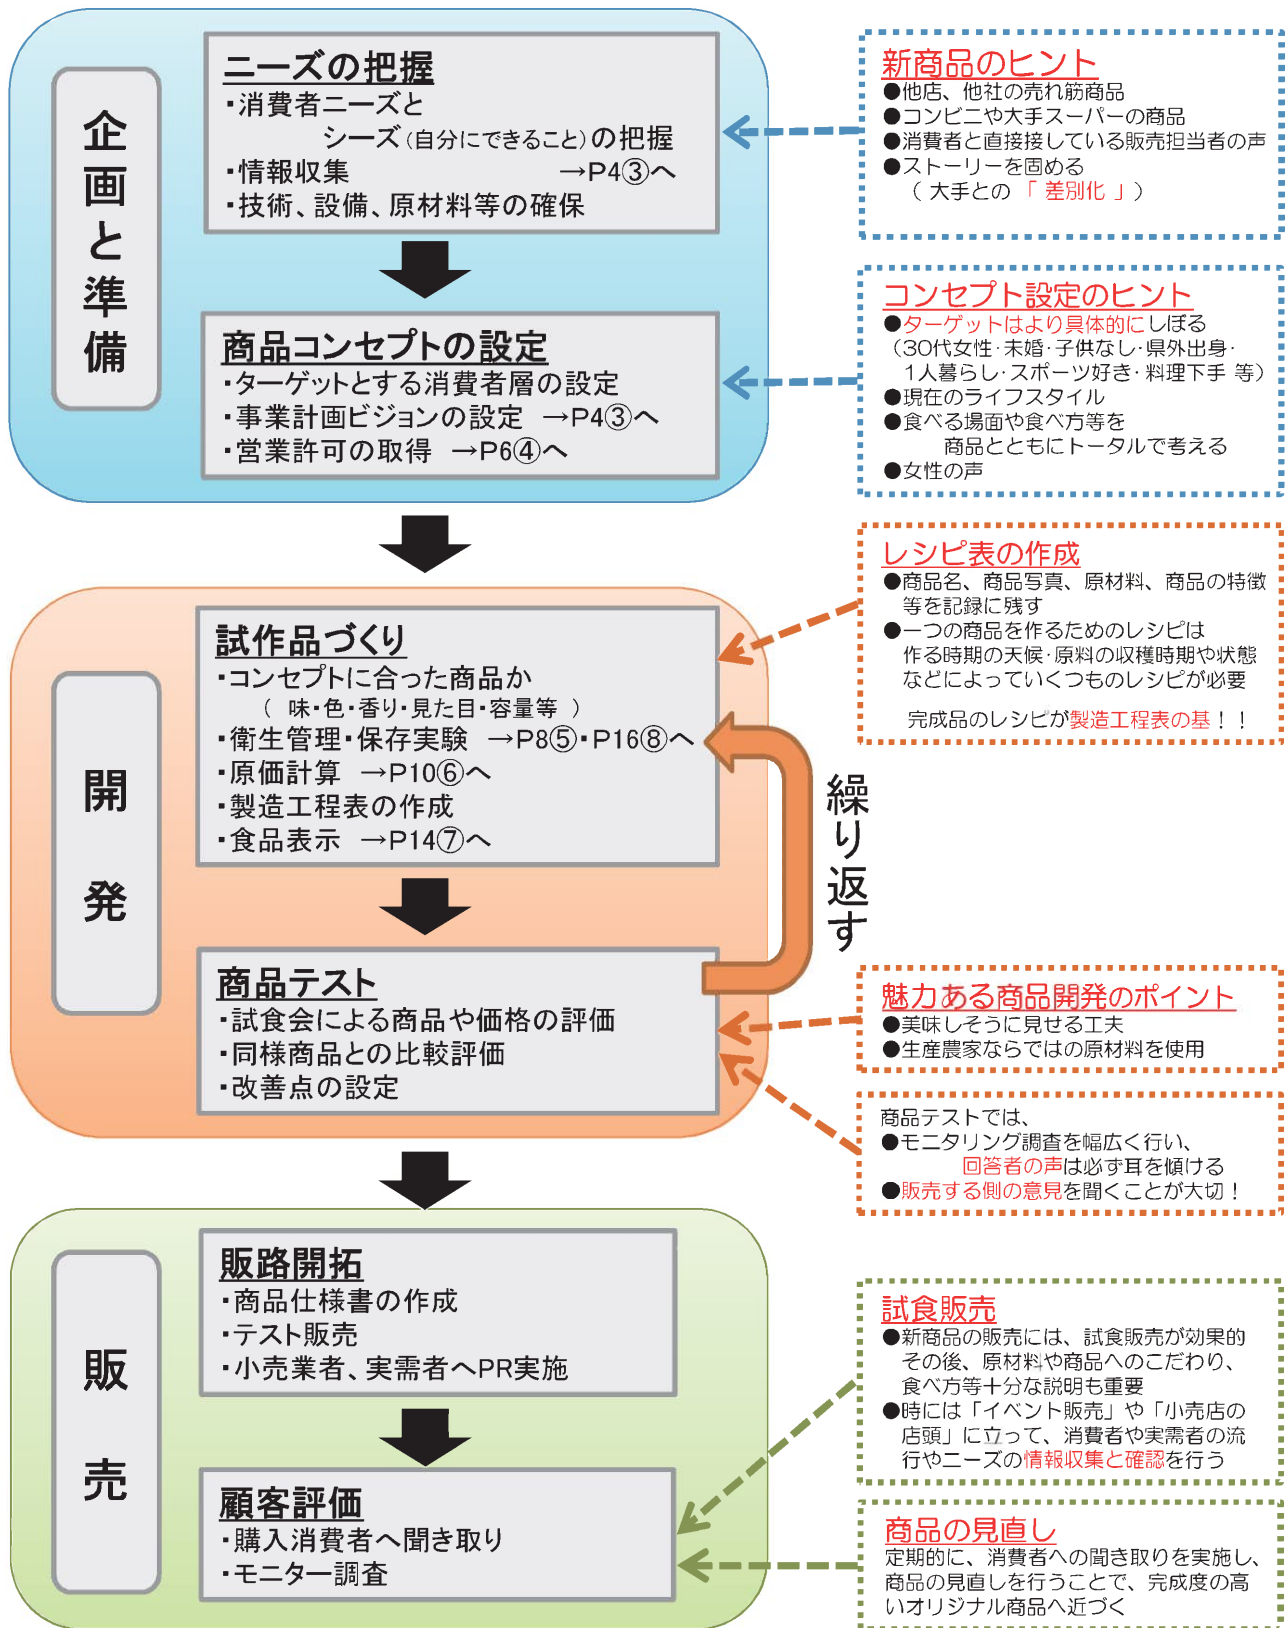 企画と準備
ニーズの把握
・消費者ニーズと
シーズ(自分にできること)の把握
・情報収集 →P4③へ
・技術、設備、原材料等の確保
商品コンセプトの設定
・ターゲットとする消費者層の設定
・事業計画ビジョンの設定 →P4③へ
・営業許可の取得 →P6④へ
新商品のヒント
●他店、他社の売れ筋商品
●コンビニや大手スーパーの商品
●消費者と直接接している販売担当者の声
●ストーリーを固める
（ 大手との 「 差別化 」）
コンセプト設定のヒント
●ターゲットはより具体的にしぼる
（30代女性・未婚・子供なし・県外出身・
1人暮らし・スポーツ好き・料理下手 等）
●現在のライフスタイル
●食べる場面や食べ方等を
商品とともにトータルで考える
●女性の声
開発
試作品づくり
・コンセプトに合った商品か
（ 味・色・香り・見た目・容量等 ）
・衛生管理・保存実験 →P8⑤・P16⑧へ
・原価計算 →P10⑥へ
・製造工程表の作成
・食品表示 →P14⑦へ
商品テスト
・試食会による商品や価格の評価
・同様商品との比較評価
・改善点の設定
繰り返す
レシピ表の作成
●商品名、商品写真、原材料、商品の特徴
等を記録に残す
●一つの商品を作るためのレシピは
作る時期の天候・原料の収穫時期や状態
などによっていくつものレシピが必要
完成品のレシピが製造工程表の基！！
魅力ある商品開発のポイント
●美味しそうに見せる工夫
●生産農家ならではの原材料を使用
商品テストでは、
●モニタリング調査を幅広く行い、
回答者の声は必ず耳を傾ける
●販売する側の意見を聞くことが大切！
販売
販路開拓
・商品仕様書の作成
・テスト販売
・小売業者、実需者へPR実施
顧客評価
・購入消費者へ聞き取り
・モニター調査
試食販売
●新商品の販売には、試食販売が効果的
その後、原材料や商品へのこだわり、
食べ方等十分な説明も重要
●時には「イベント販売」や「小売店の
店頭」に立って、消費者や実需者の流
行やニーズの情報収集と確認を行う
商品の見直し
定期的に、消費者への聞き取りを実施し、
商品の見直しを行うことで、完成度の高
いオリジナル商品へ近づく